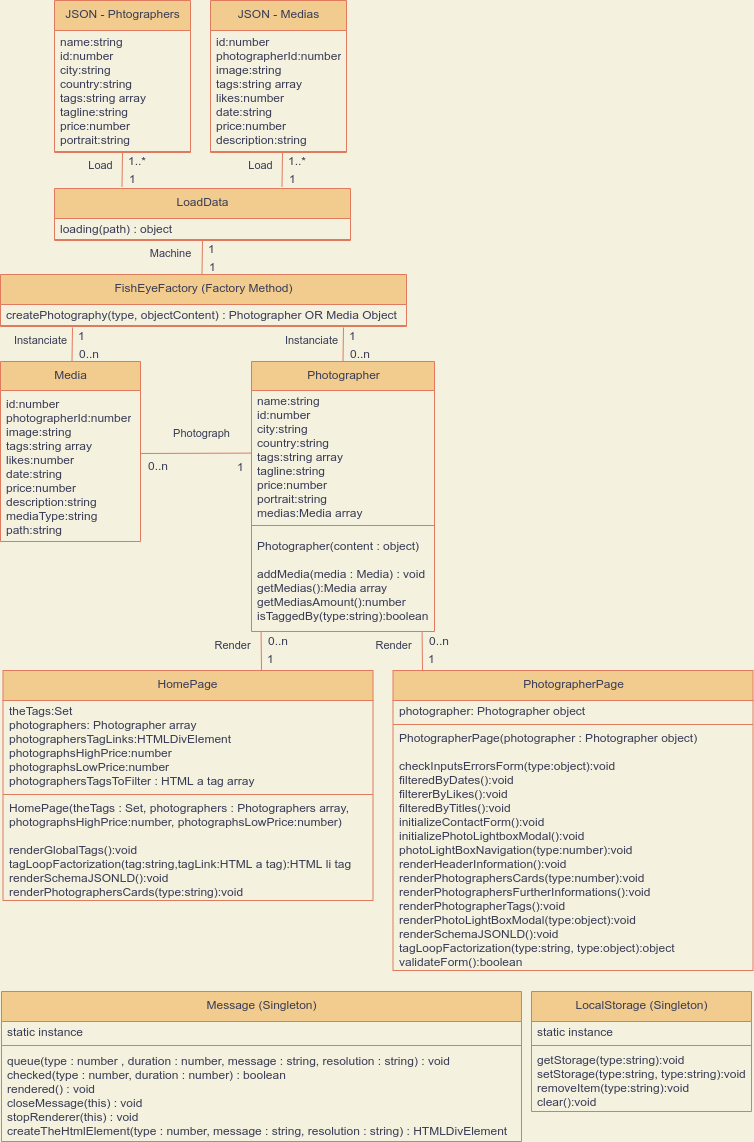 JSON - Phtographers
name:string
id:number
city:string
country:string
tags:string array
tagline:string
price:number
portrait:string
JSON - Medias
id:number
photographerId:number
image:string
tags:string array
likes:number
date:string
price:number
description:string
Load
1..*
1
Load
1..*
1
LoadData
loading(path) : object
Machine
1
1
FishEyeFactory (Factory Method)
createPhotography(type, objectContent) : Photographer OR Media Object
Instanciate
1
0..n
Instanciate
1
0..n
Media
id:number
photographerId:number
image:string
tags:string array
likes:number
date:string
price:number
description:string
mediaType:string
path:string
Photograph
0..n
1
Photographer
name:string
id:number
city:string
country:string
tags:string array
tagline:string
price:number
portrait:string
medias:Media array
Photographer(content : object)
addMedia(media : Media) : void
getMedias():Media array
getMediasAmount():number
isTaggedBy(type:string):boolean
Render
0..n
1
Render
0..n
1
HomePage
theTags:Set
photographers: Photographer array
photographersTagLinks:HTMLDivElement
photographsHighPrice:number
photographsLowPrice:number
photographersTagsToFilter : HTML a tag array
HomePage(theTags : Set, photographers : Photographers array,
photographsHighPrice:number, photographsLowPrice:number)
renderGlobalTags():void
tagLoopFactorization(tag:string,tagLink:HTML a tag):HTML li tag
renderSchemaJSONLD():void
renderPhotographersCards(type:string):void
PhotographerPage
photographer: Photographer object
PhotographerPage(photographer : Photographer object)
checkInputsErrorsForm(type:object):void
filteredByDates():void
filtererByLikes():void
filteredByTitles():void
initializeContactForm():void
initializePhotoLightboxModal():void
photoLightBoxNavigation(type:number):void
renderHeaderInformation():void
renderPhotographersCards(type:number):void
renderPhotographersFurtherInformations():void
renderPhotographerTags():void
renderPhotoLightBoxModal(type:object):void
renderSchemaJSONLD():void
tagLoopFactorization(type:string, type:object):object
validateForm():boolean
Message (Singleton)
static instance
queue(type : number , duration : number, message : string, resolution : string) : void
checked(type : number, duration : number) : boolean
rendered() : void
closeMessage(this) : void
stopRenderer(this) : void
createTheHtmlElement(type : number, message : string, resolution : string) : HTMLDivElement
LocalStorage (Singleton)
static instance
getStorage(type:string):void
setStorage(type:string, type:string):void
removeItem(type:string):void
clear():void